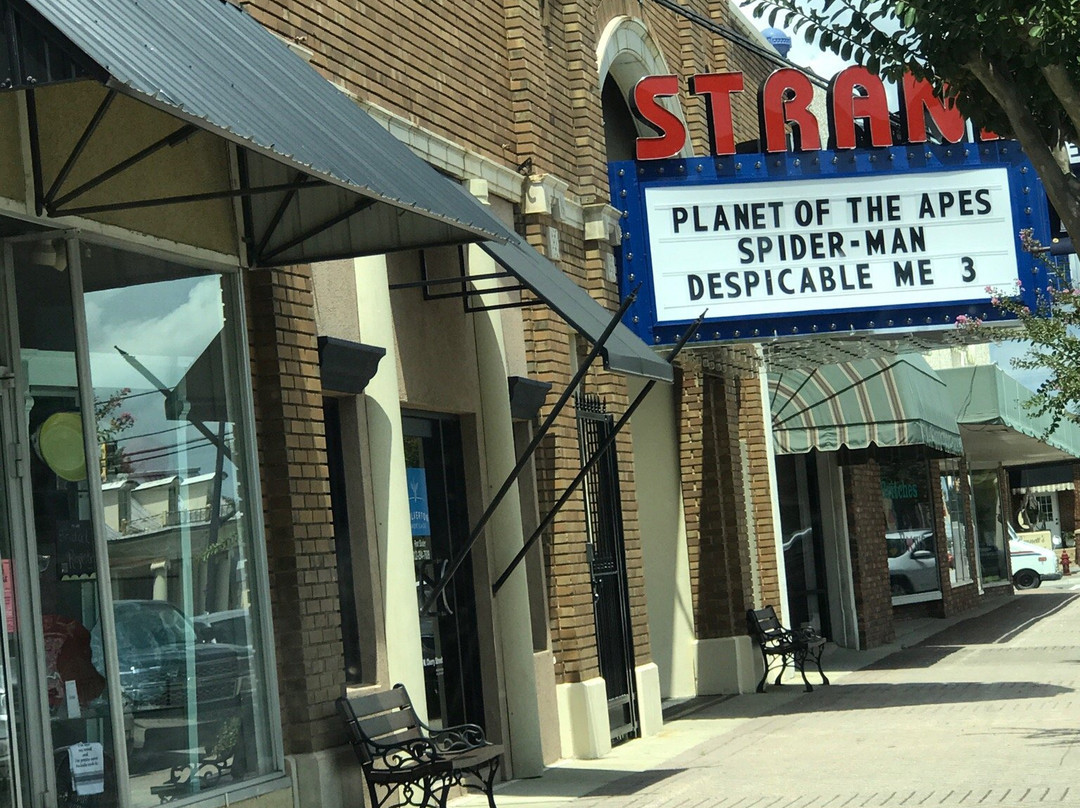 STRAN
PLANET OF THE APES
SPIDER-MAN
DESPICABLE ME 3